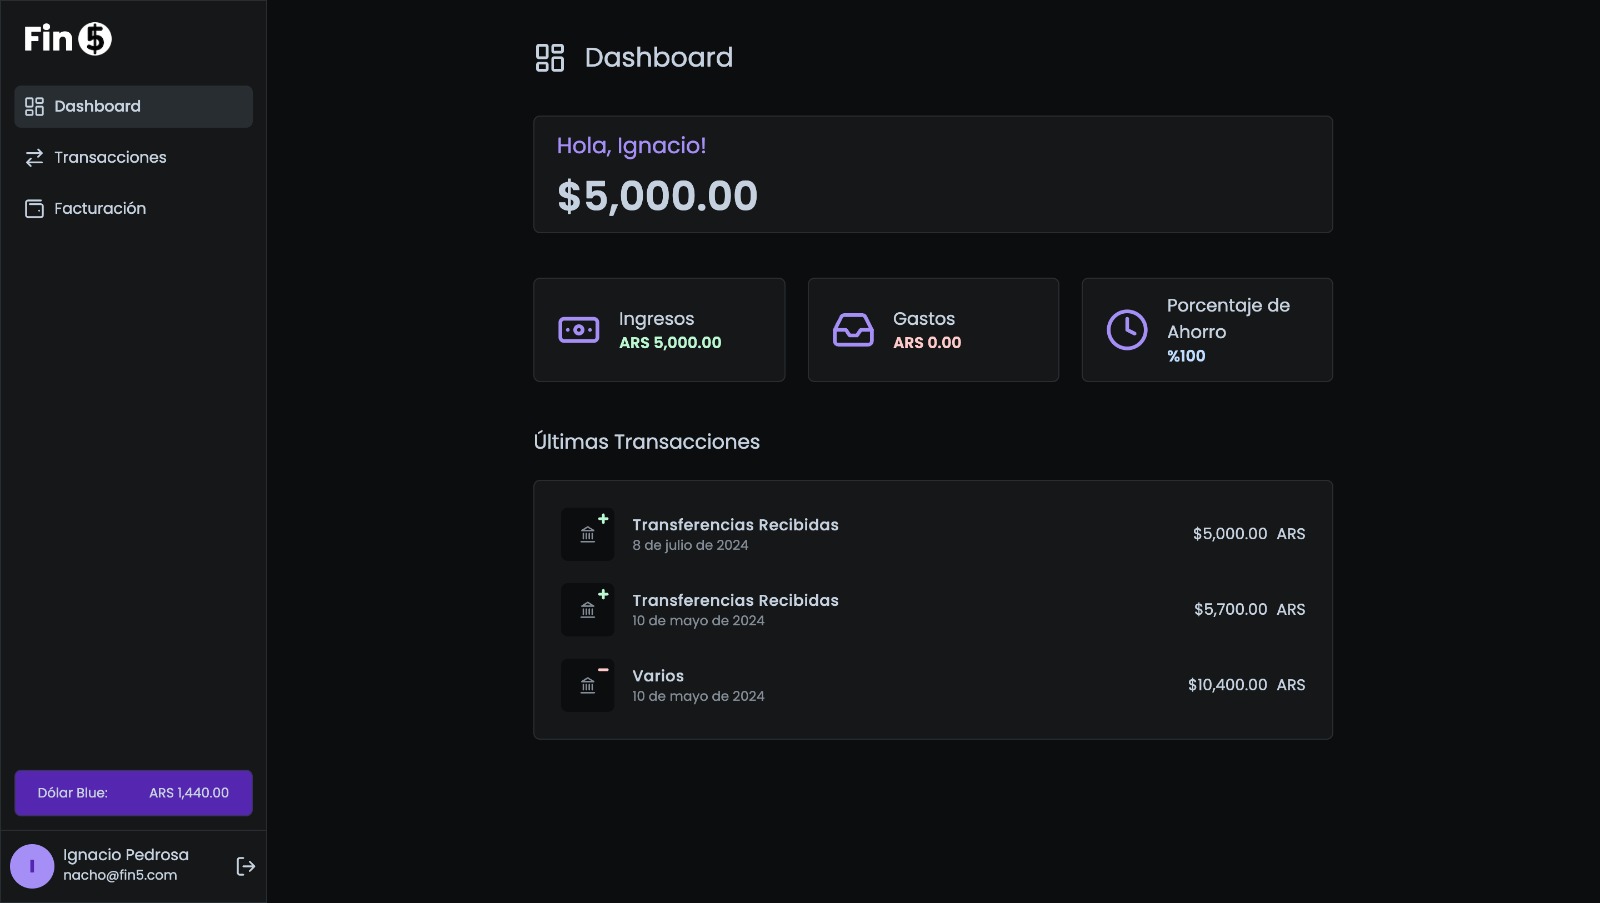 Fin $
Dashboard
Transacciones
Facturación
Dólar Blue: ARS 1,440.00
I
Ignacio Pedrosa
nacho@fin5.com
Dashboard
Hola, Ignacio!
$5,000.00
Ingresos
ARS 5,000.00
Gastos
ARS 0.00
Porcentaje de
Ahorro
%100
Últimas Transacciones
Transferencias Recibidas
8 de julio de 2024
$5,000.00 ARS
Transferencias Recibidas
10 de mayo de 2024
$5,700.00 ARS
Varios
10 de mayo de 2024
$10,400.00 ARS